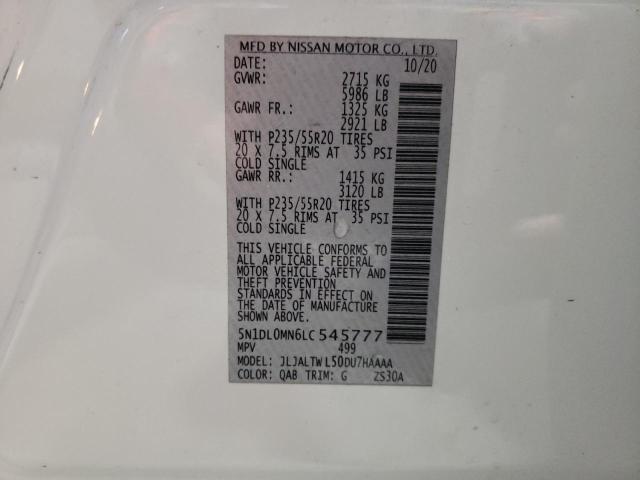 MFD BY NISSAN MOTOR CO., LTD.
DATE: 10/20
GVWR: 2715 KG
5986 LB
GAWR FR.: 1325 KG
2921 LB
WITH P235/55R20 TIRES
20 X 7.5 RIMS AT 35 PSI
COLD SINGLE
GAWR RR.: 1415 KG
3120 LB
WITH P235/55R20 TIRES
20 X 7.5 RIMS AT 35 PSI
COLD SINGLE
THIS VEHICLE CONFORMS TO
ALL APPLICABLE FEDERAL
MOTOR VEHICLE SAFETY AND
THEFT PREVENTION
STANDARDS IN EFFECT ON
THE DATE OF MANUFACTURE
SHOWN ABOVE.
5N1DL0MN6LC545777
MPV 499
MODEL: JLJALTWL50DU7HAAAA
COLOR: QAB TRIM: G ZS30A